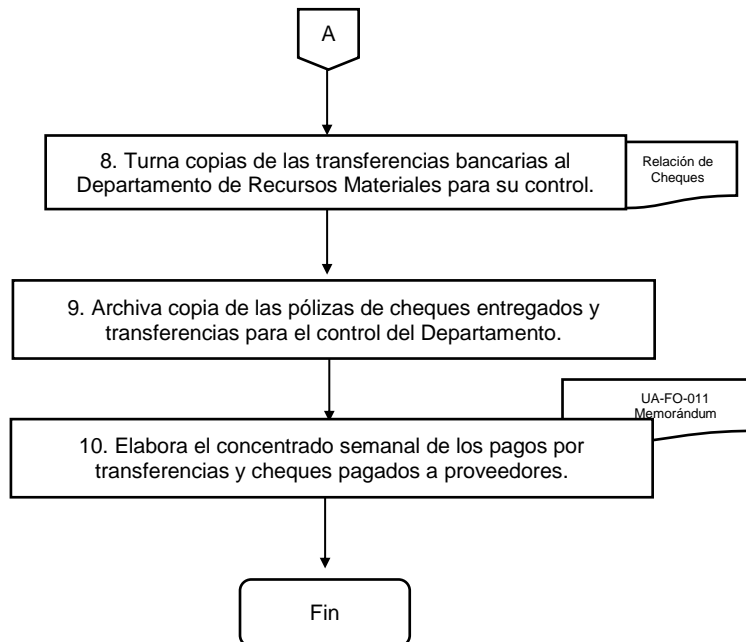 A
8. Turna copias de las transferencias bancarias al
Departamento de Recursos Materiales para su control.
Relación de
Cheques
9. Archiva copia de las pólizas de cheques entregados y
transferencias para el control del Departamento.
UA-FO-011
Memorándum
10. Elabora el concentrado semanal de los pagos por
transferencias y cheques pagados a proveedores.
Fin